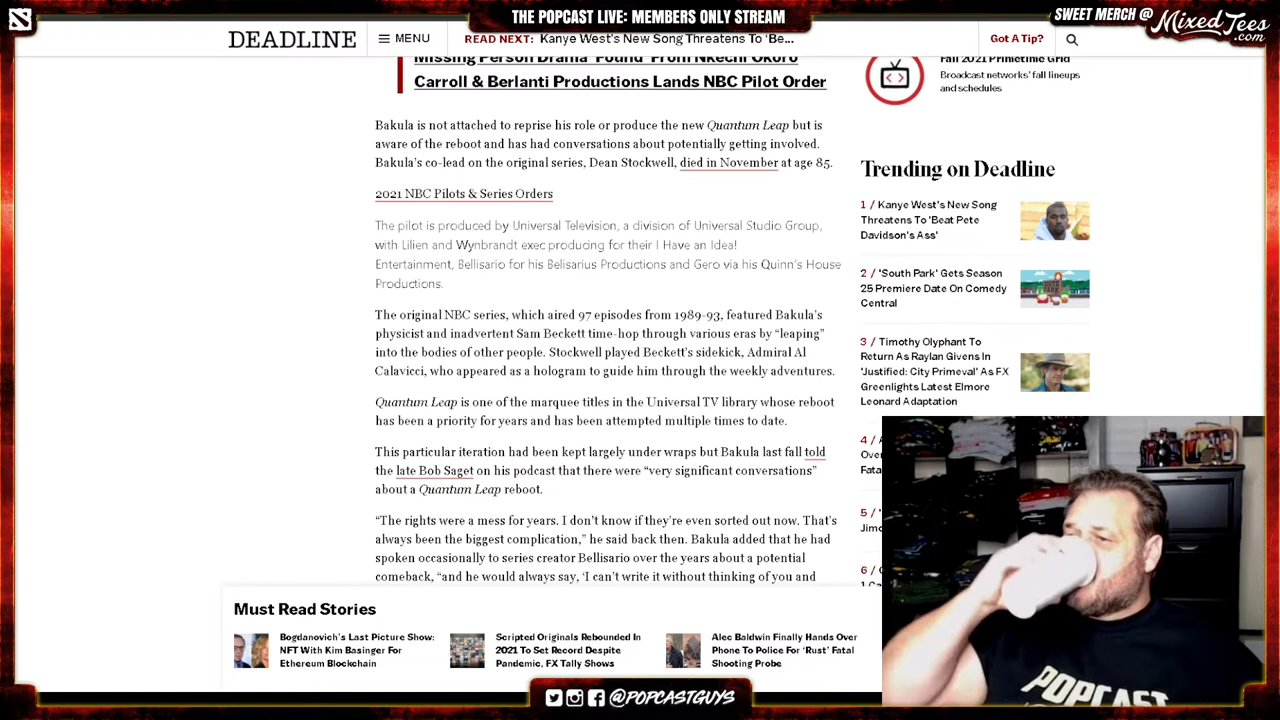 THE POPCAST LIVE: MEMBERS ONLY STREAM
SWEET MERCH @ MixedTees.com
DEADLINE
MENU
READ NEXT: Kanye West's New Song Threatens To 'Be...
Got A Tip?
Missing Person Drama 'Found' From Nkechi Okoro
Carroll & Berlanti Productions Lands NBC Pilot Order
Bakula is not attached to reprise his role or produce the new Quantum Leap but is
aware of the reboot and has had conversations about potentially getting involved.
Bakula's co-lead on the original series, Dean Stockwell, died in November at age 85.
2021 NBC Pilots & Series Orders
The pilot is produced by Universal Television, a division of Universal Studio Group,
with Lilien and Wynbrandt exec producing for their I Have an Idea!
Entertainment, Bellisario for his Belisarius Productions and Gero via his Quinn's House
Productions.
The original NBC series, which aired 97 episodes from 1989-93, featured Bakula's
physicist and inadvertent Sam Beckett time-hop through various eras by "leaping"
into the bodies of other people. Stockwell played Beckett's sidekick, Admiral Al
Calavicci, who appeared as a hologram to guide him through the weekly adventures.
Quantum Leap is one of the marquee titles in the Universal TV library whose reboot
has been a priority for years and has been attempted multiple times to date.
This particular iteration had been kept largely under wraps but Bakula last fall told
the late Bob Saget on his podcast that there were "very significant conversations"
about a Quantum Leap reboot.
"The rights were a mess for years. I don't know if they're even sorted out now. That's
always been the biggest complication," he said back then. Bakula added that he had
spoken occasionally to series creator Bellisario over the years about a potential
comeback, "and he would always say, 'I can't write it without thinking of you and
Fall 2021 Primetime Grid
Broadcast networks' fall lineups
and schedules
Trending on Deadline
1 / Kanye West's New Song
Threatens To 'Beat Pete
Davidson's Ass'
2 / 'South Park' Gets Season
25 Premiere Date On Comedy
Central
3 / Timothy Olyphant To
Return As Raylan Givens In
'Justified: City Primeval' As FX
Greenlights Latest Elmore
Leonard Adaptation
4 /
Over
Fata
5 / '
Jimo
6 /
Must Read Stories
Bogdanovich's Last Picture Show:
NFT With Kim Basinger For
Ethereum Blockchain
Scripted Originals Rebounded In
2021 To Set Record Despite
Pandemic, FX Tally Shows
Alec Baldwin Finally Hands Over
Phone To Police For 'Rust' Fatal
Shooting Probe
POPCAST
@POPCASTGUYS